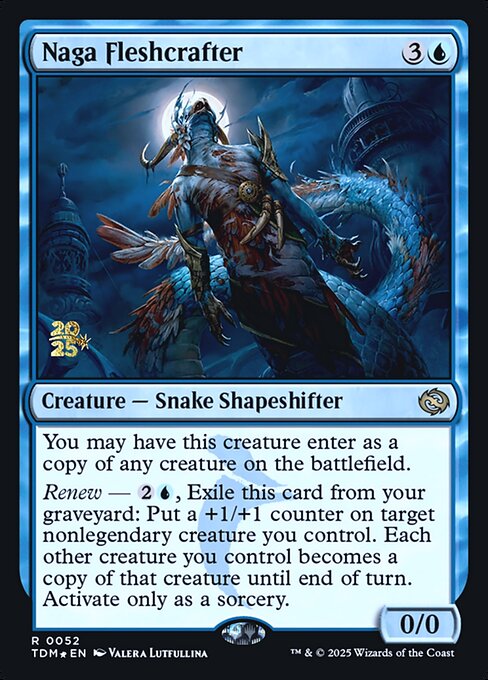 Naga Fleshcrafter 3
2025
Creature — Snake Shapeshifter
You may have this creature enter as a
copy of any creature on the battlefield.
Renew — 2, Exile this card from your
graveyard: Put a +1/+1 counter on target
nonlegendary creature you control. Each
other creature you control becomes a
copy of that creature until end of turn.
Activate only as a sorcery.
0/0
R 0052
TDM★EN Valera Lutfullina
™ & © 2025 Wizards of the Coast